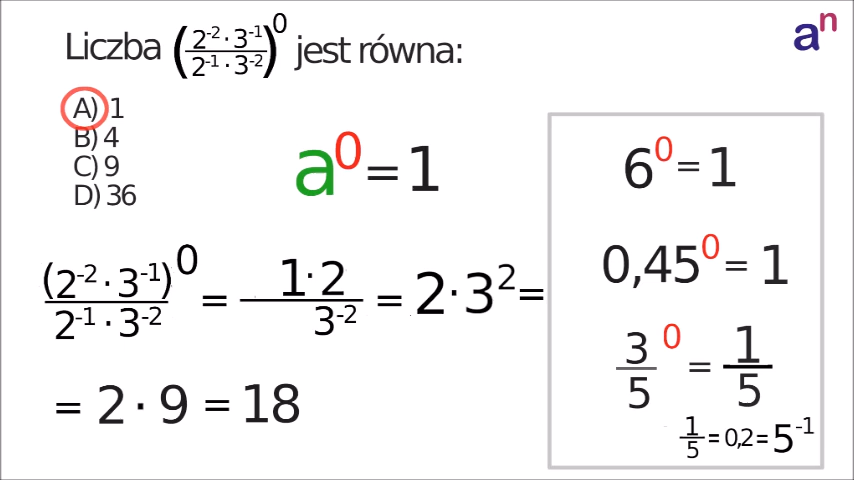 Liczba (2⁻² · 3⁻¹ / 2⁻¹ · 3⁻²)⁰ jest równa:
aⁿ
A) 1
B) 4
C) 9
D) 36
a⁰ = 1
(2⁻² · 3⁻¹)⁰ / 2⁻¹ · 3⁻² = 1 · 2 / 3⁻² = 2 · 3² =
= 2 · 9 = 18
6⁰ = 1
0,45⁰ = 1
3/5 ⁰ = 1/5
1/5 = 0,2 = 5⁻¹